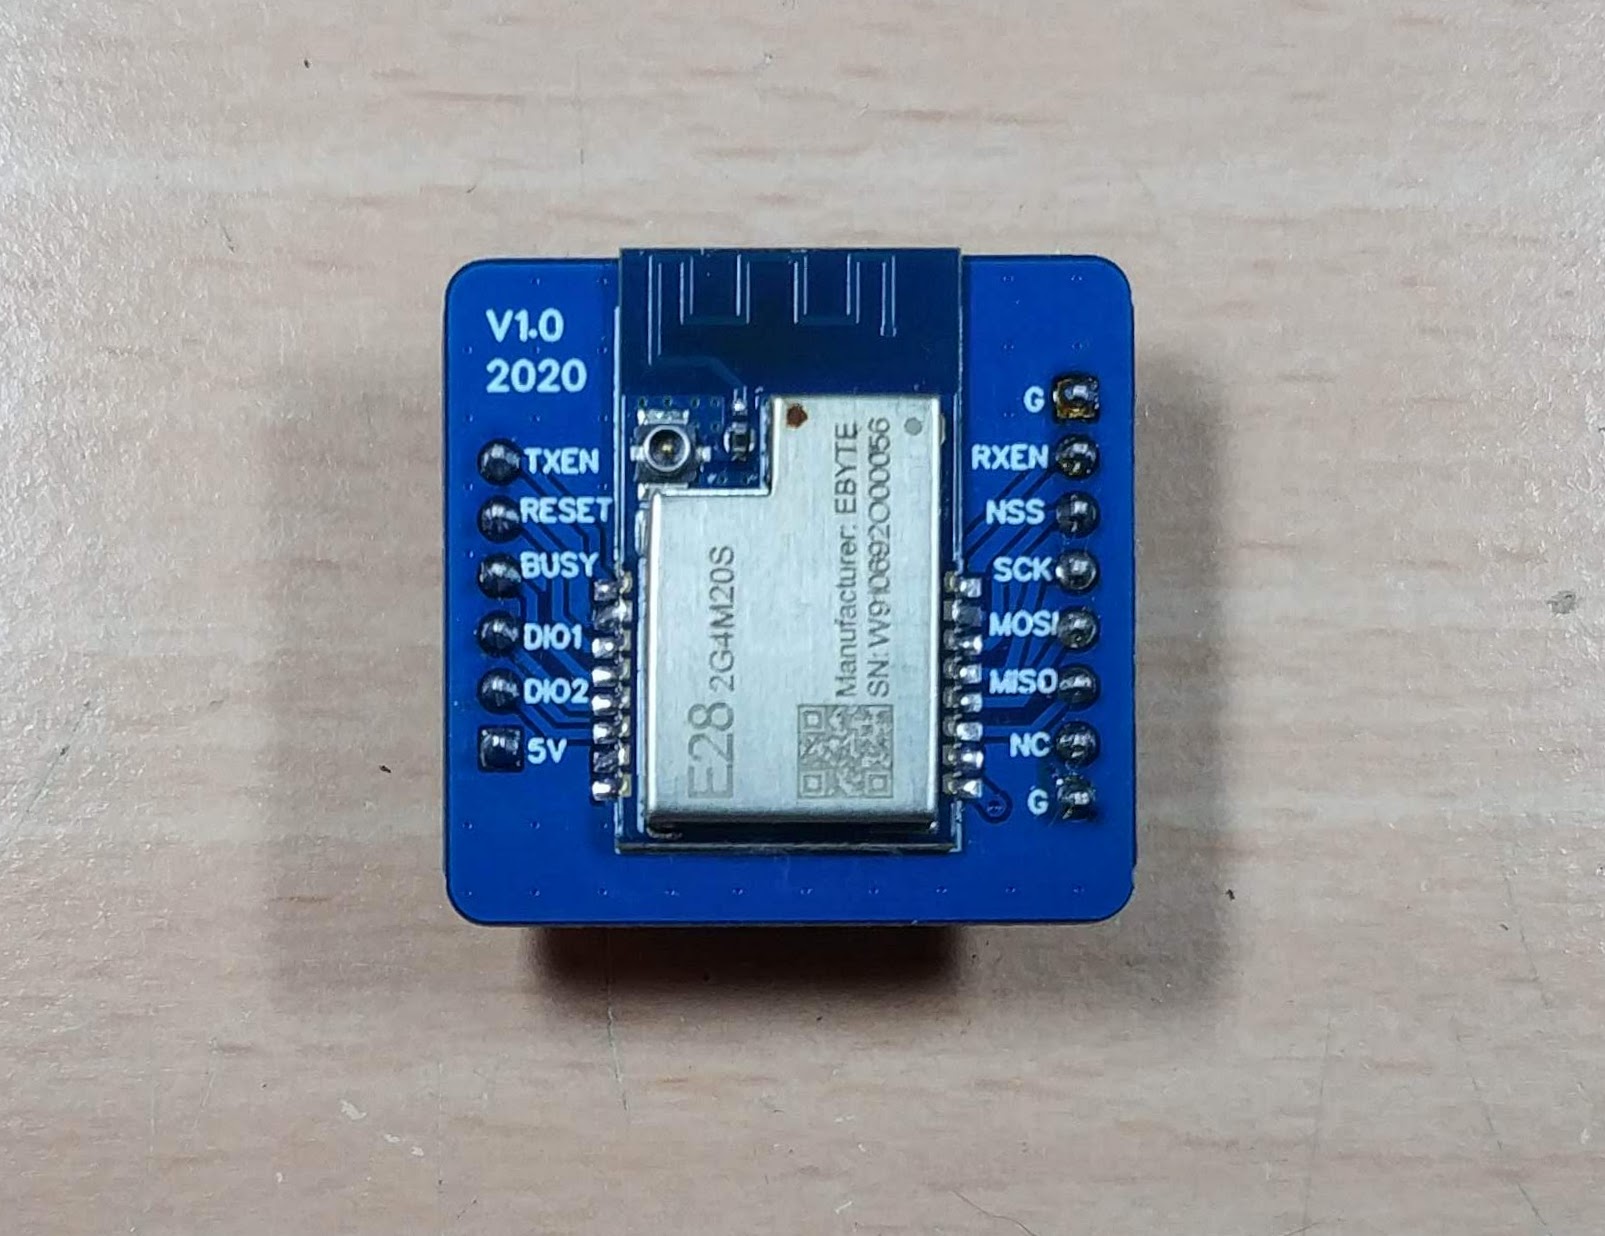 V1.0
2020
TXEN
RESET
BUSY
DIO1
DIO2
5V
E28 2G4M20S
Manufacturer: EBYTE
SN: W9106920000056
G
RXEN
NSS
SCK
MOSI
MISO
NC
G